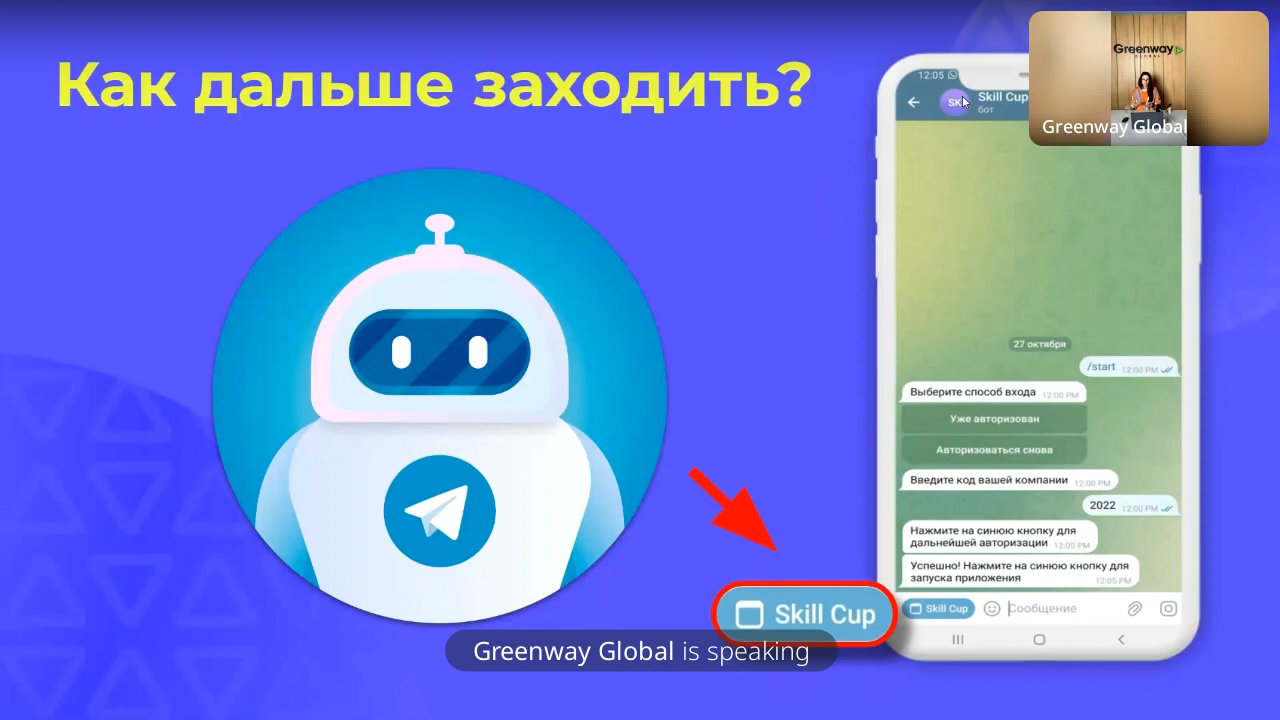 Как дальше заходить?
Greenway
GLOBAL
Greenway Global
12:05
SK
Skill Cup
бот
27 октября
/start 12:00 PM
Выберите способ входа 12:00 PM
Уже авторизован
Авторизоваться снова
Введите код вашей компании 12:00 PM
2022 12:00 PM
Нажмите на синюю кнопку для
дальнейшей авторизации 12:00 PM
Успешно! Нажмите на синюю кнопку для
запуска приложения 12:05 PM
Skill Cup Сообщение
Skill Cup
Greenway Global is speaking